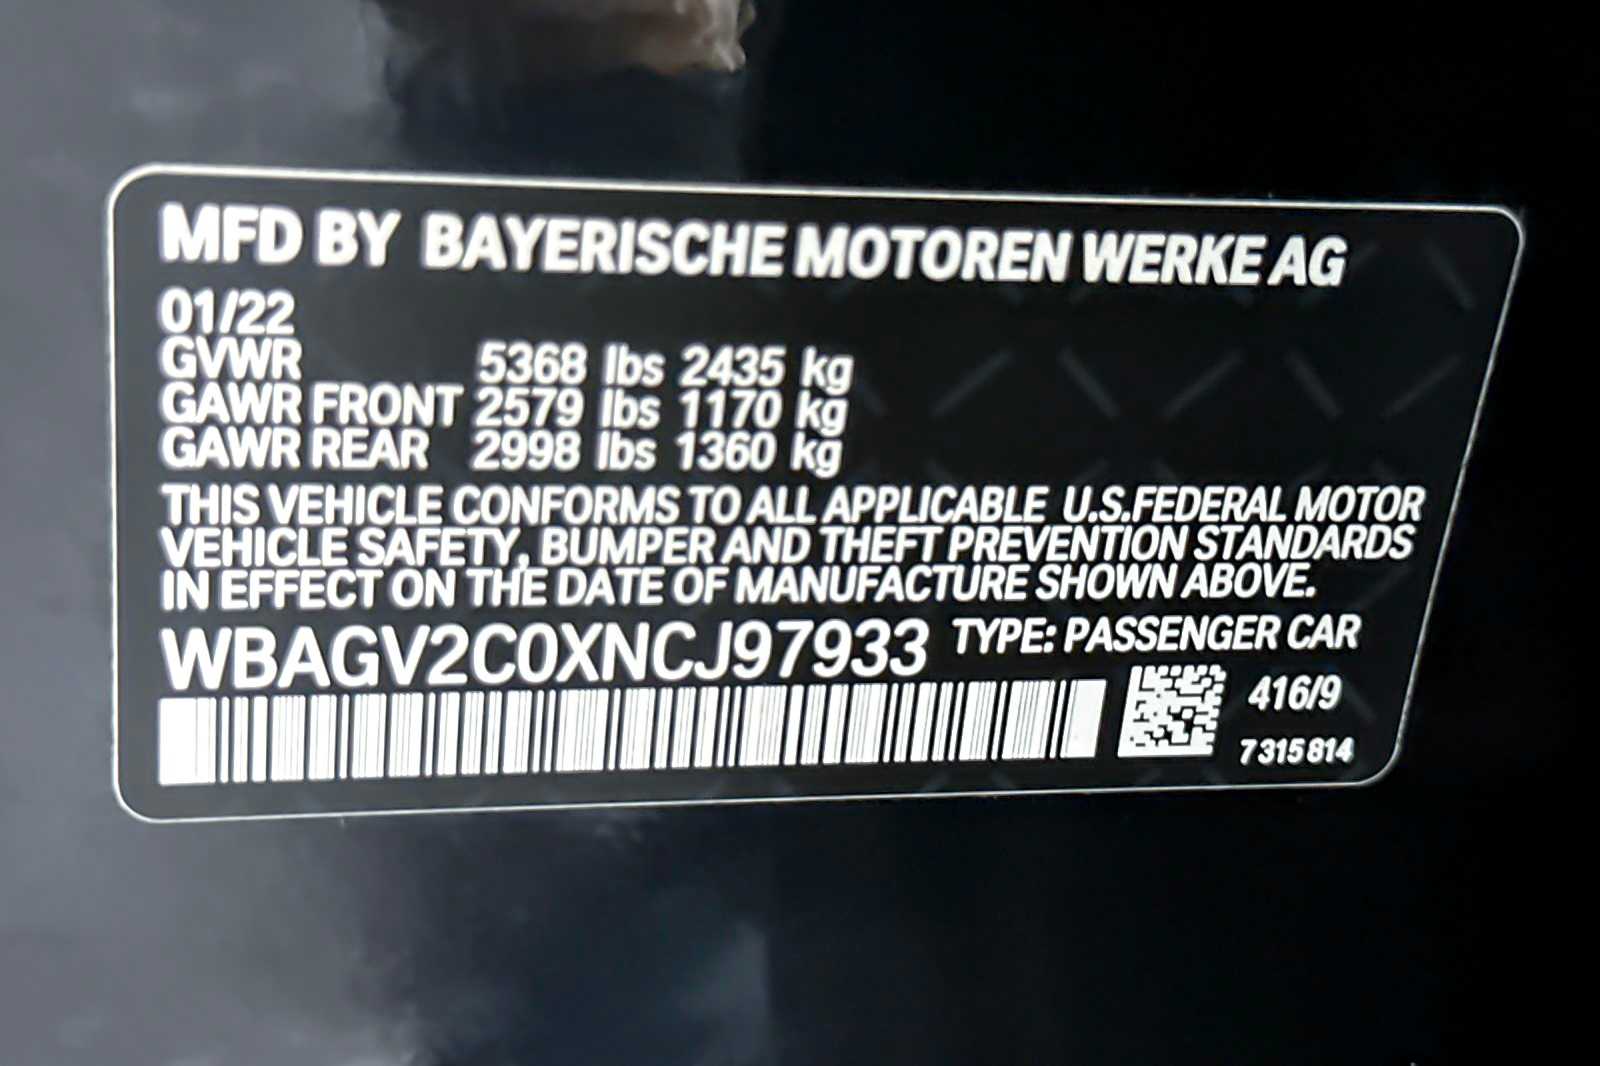 MFD BY BAYERISCHE MOTOREN WERKE AG
01/22
GVWR 5368 lbs 2435 kg
GAWR FRONT 2579 lbs 1170 kg
GAWR REAR 2998 lbs 1360 kg
THIS VEHICLE CONFORMS TO ALL APPLICABLE U.S.FEDERAL MOTOR
VEHICLE SAFETY, BUMPER AND THEFT PREVENTION STANDARDS
IN EFFECT ON THE DATE OF MANUFACTURE SHOWN ABOVE.
WBAGV2C0XNCJ97933 TYPE: PASSENGER CAR
416/9
7315814